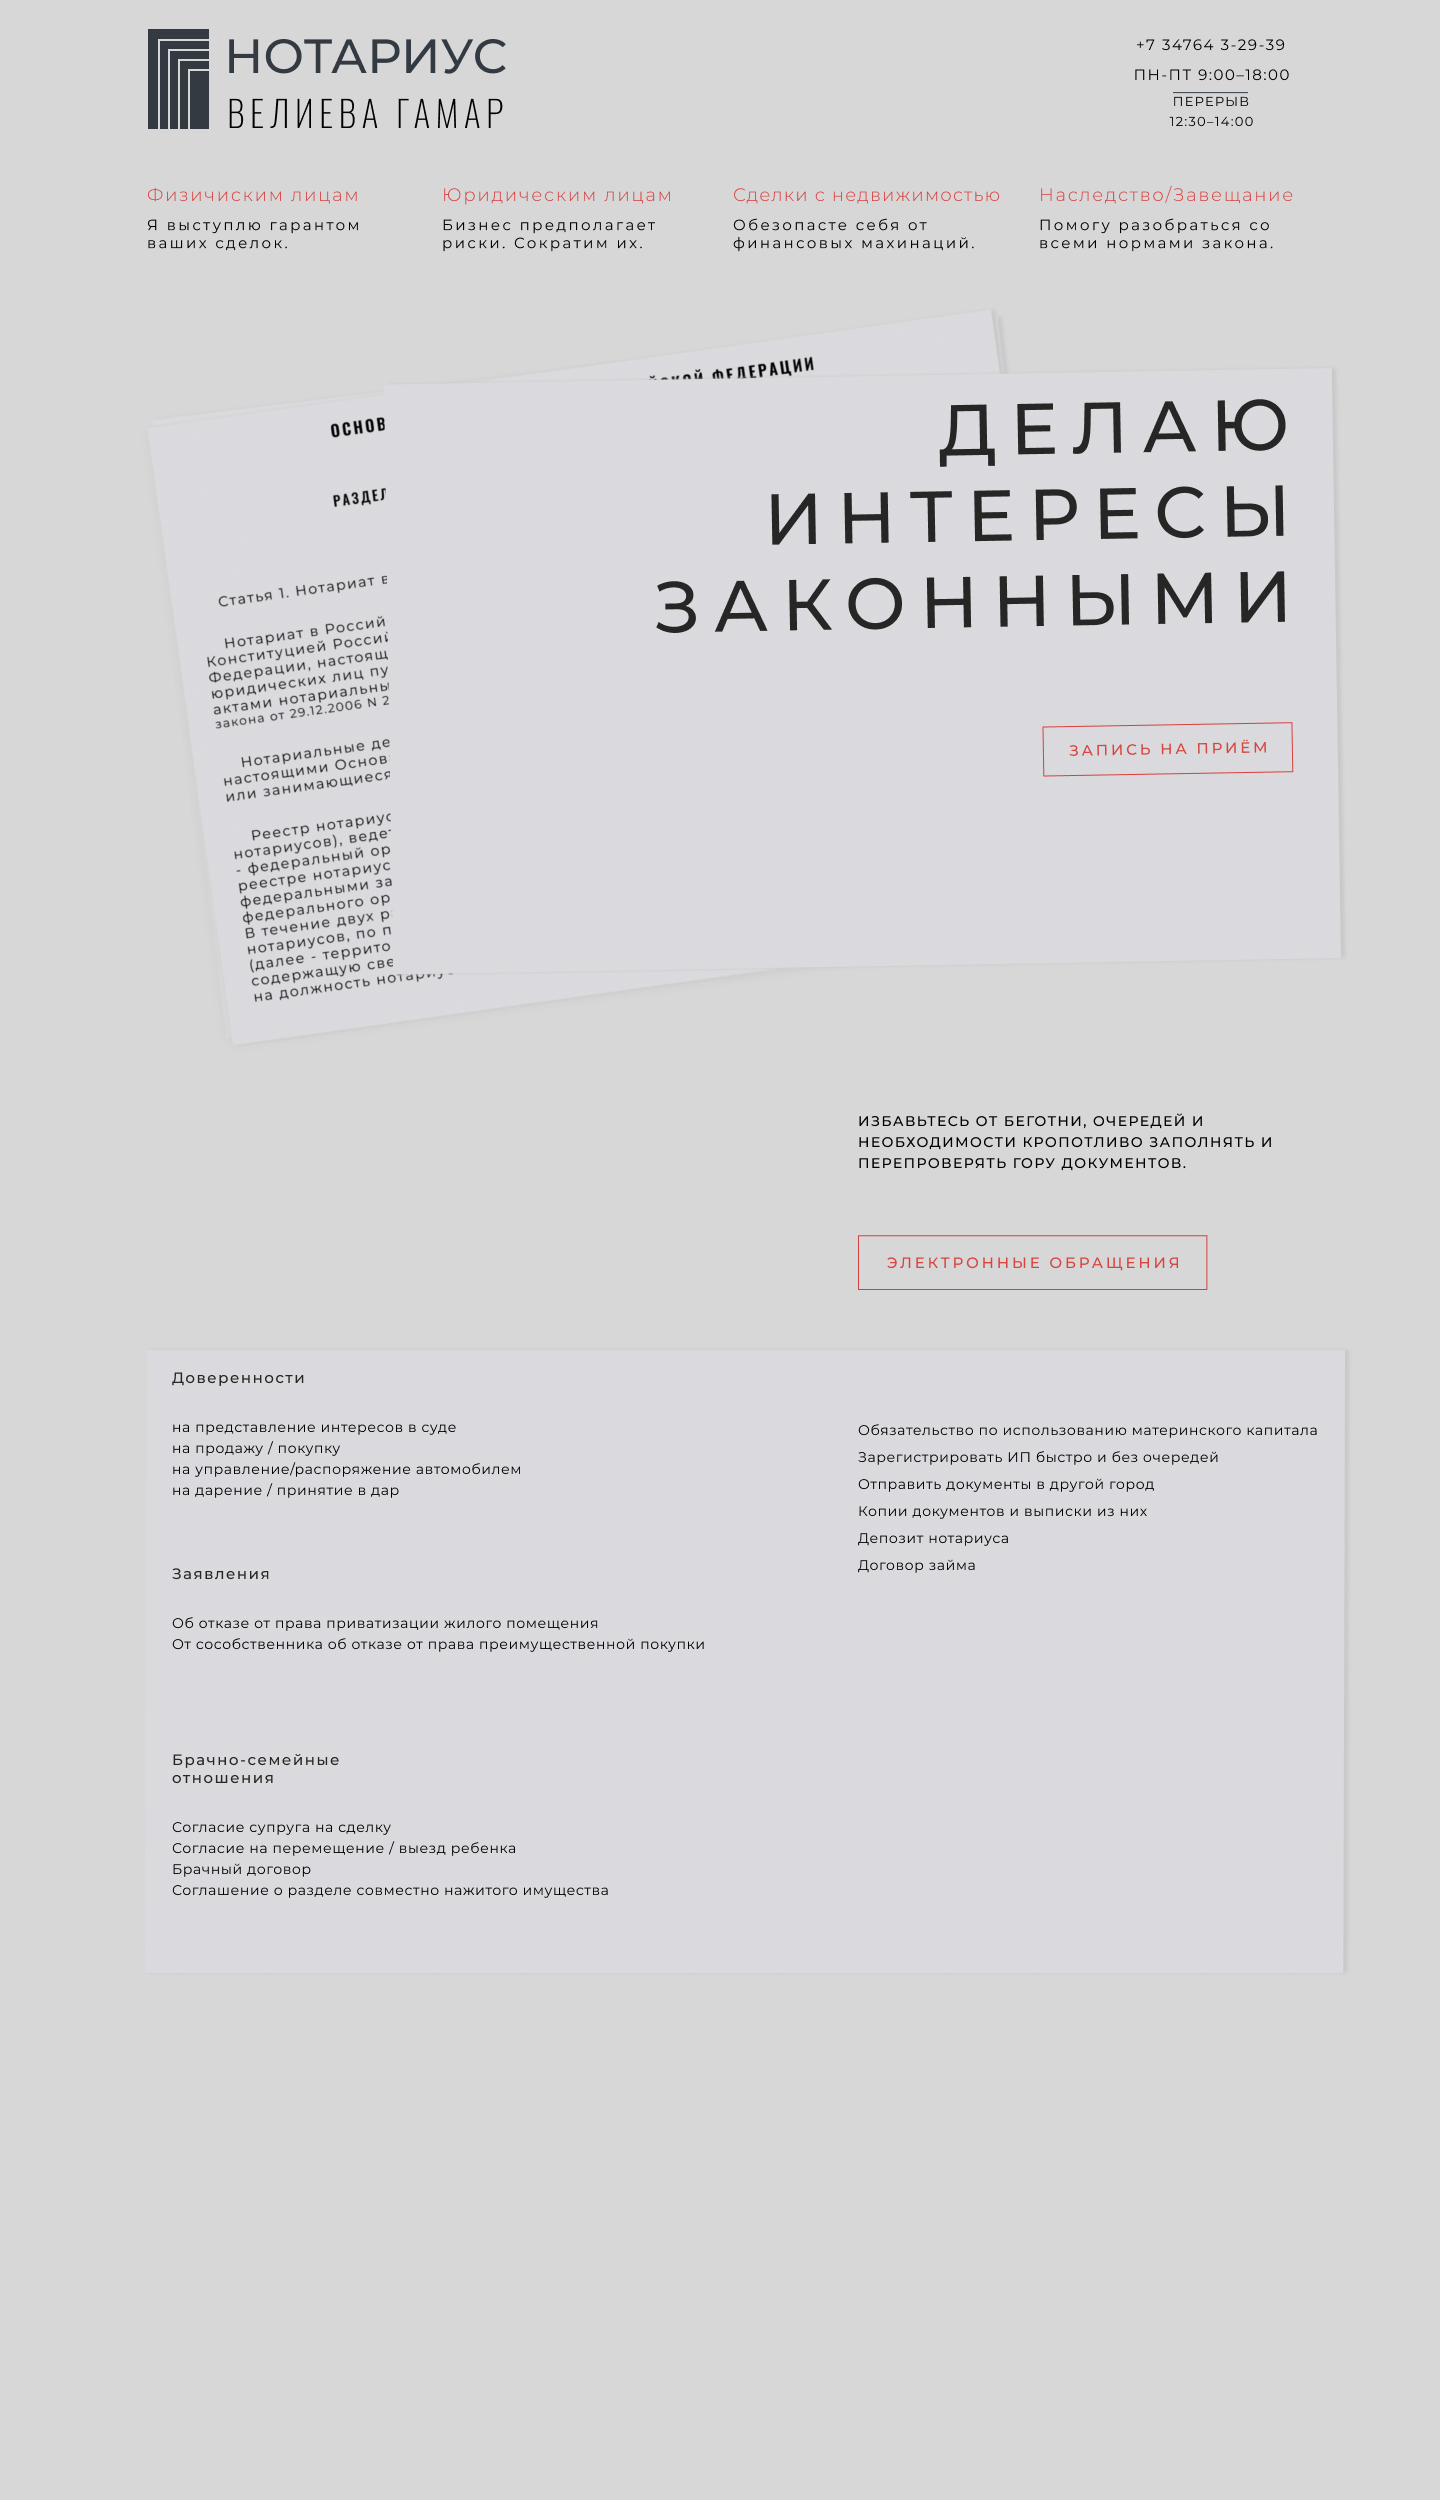 НОТАРИУС
ВЕЛИЕВА ГАМАР
+7 34764 3-29-39
ПН-ПТ 9:00–18:00
ПЕРЕРЫВ
12:30–14:00
Физичиским лицам
Я выступлю гарантом
ваших сделок.
Юридическим лицам
Бизнес предполагает
риски. Сократим их.
Сделки с недвижимостью
Обезопасте себя от
финансовых махинаций.
Наследство/Завещание
Помогу разобраться со
всеми нормами закона.
ФЕДЕРАЦИИ
ОСНОВ
РАЗДЕЛ
Статья 1. Нотариат в
Нотариат в Россий
Конституцией Россий
Федерации, настоящ
юридических лиц пу
актами нотариальны
закона от 29.12.2006 N 2
Нотариальные де
настоящими Основ
или занимающиеся
Реестр нотариус
нотариусов), ведет
- федеральный ор
реестре нотариус
федеральными за
федерального ор
В течение двух р
нотариусов, по п
(далее - террито
содержащую све
на должность нотариус
ДЕЛАЮ
ИНТЕРЕСЫ
ЗАКОННЫМИ
ЗАПИСЬ НА ПРИЁМ
ИЗБАВЬТЕСЬ ОТ БЕГОТНИ, ОЧЕРЕДЕЙ И
НЕОБХОДИМОСТИ КРОПОТЛИВО ЗАПОЛНЯТЬ И
ПЕРЕПРОВЕРЯТЬ ГОРУ ДОКУМЕНТОВ.
ЭЛЕКТРОННЫЕ ОБРАЩЕНИЯ
Доверенности
на представление интересов в суде
на продажу / покупку
на управление/распоряжение автомобилем
на дарение / принятие в дар
Заявления
Об отказе от права приватизации жилого помещения
От сособственника об отказе от права преимущественной покупки
Брачно-семейные
отношения
Согласие супруга на сделку
Согласие на перемещение / выезд ребенка
Брачный договор
Соглашение о разделе совместно нажитого имущества
Обязательство по использованию материнского капитала
Зарегистрировать ИП быстро и без очередей
Отправить документы в другой город
Копии документов и выписки из них
Депозит нотариуса
Договор займа